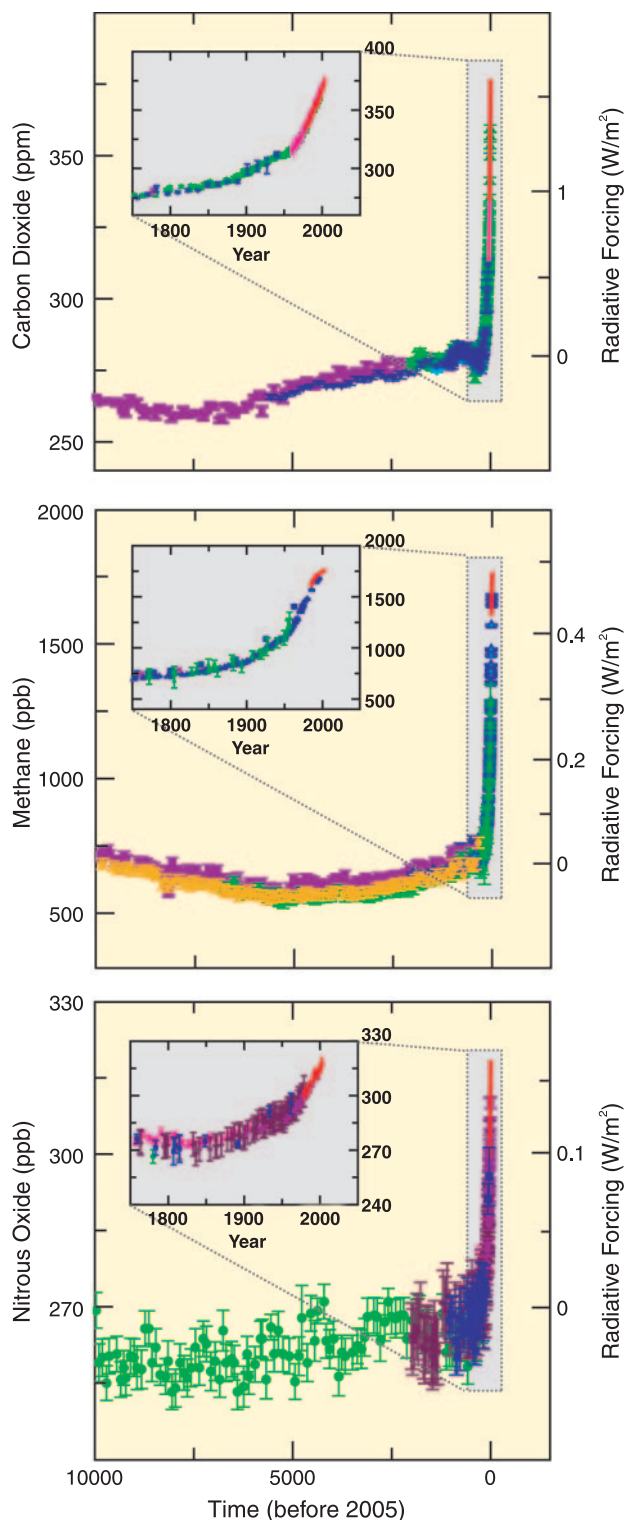 400
350
300
1800 1900 2000
Year
Carbon Dioxide (ppm)
350
300
250
Radiative Forcing (W/m²)
1
0
2000
1500
1000
500
Methane (ppb)
2000
1500
1000
500
1800 1900 2000
Year
Radiative Forcing (W/m²)
0.4
0.2
0
330
300
270
Nitrous Oxide (ppb)
330
300
270
240
1800 1900 2000
Year
Radiative Forcing (W/m²)
0.1
0
10000 5000 0
Time (before 2005)